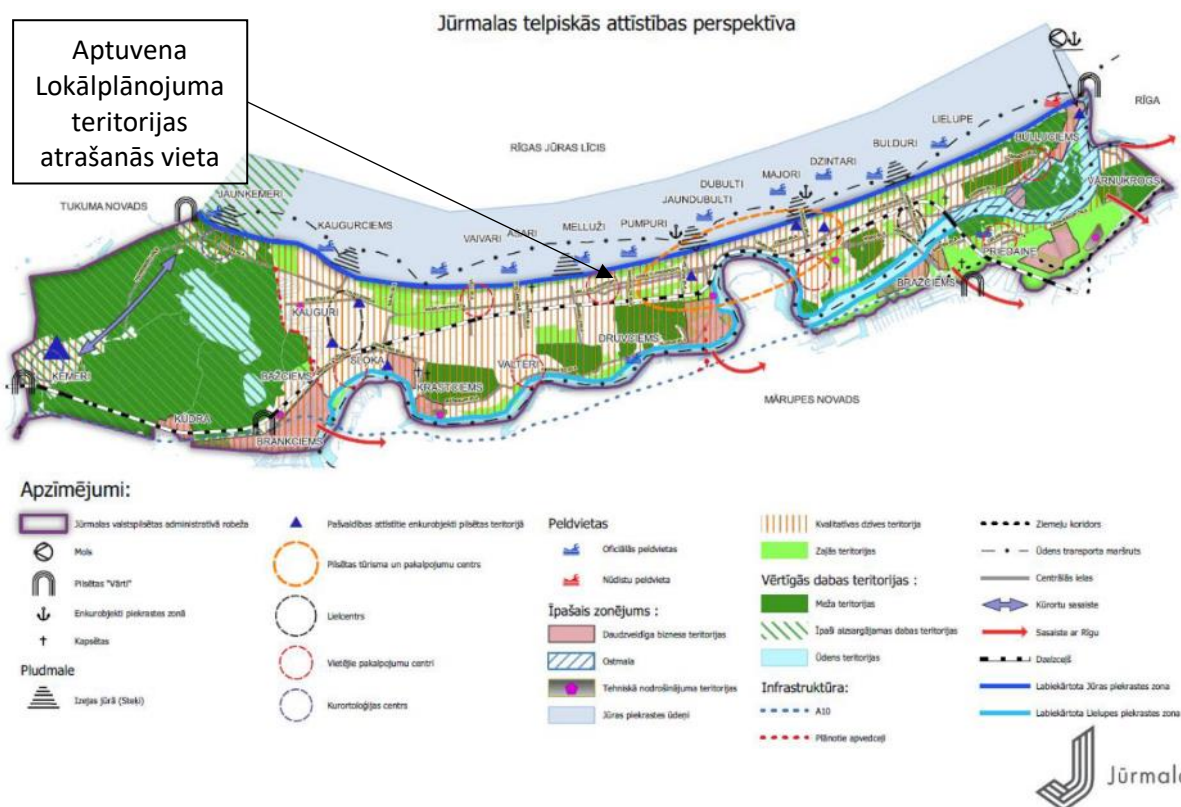 Jūrmalas telpiskās attīstības perspektīva
Aptuvena
Lokālplānojuma
teritorijas
atrašanās vieta
RĪGA
LIELUPE
BULDURI
DZINTARI
MAJORI
DUBULTI
JAUNDUBULTI
PUMPURI
MELLUŽI
ASARI
VAIVARI
KAUGURCIEMS
JAUNĶEMERI
RĪGAS JŪRAS LĪCIS
TUKUMA NOVADS
BUĻĻUCIEMS
VĀRNUKROGS
PRIEDAINE
BRAŽCIEMS
KAUGURI
SLOKA
DRUVCIEMS
VALTERI
KRASTCIEMS
ĶEMERI
BAŽCIEMS
KŪDRA
BRANKCIEMS
MĀRUPES NOVADS
Apzīmējumi:
Jūrmalas valstspilsētas administratīvā robeža
Mols
Pilsētas "Vārti"
Enkurobjekti piekrastes zonā
Kapsētas
Pludmale
Izejas jūrā (Steķi)
Pašvaldības attīstītie enkurobjekti pilsētas teritorijā
Pilsētas tūrisma un pakalpojumu centrs
Lielcentrs
Vietējie pakalpojumu centri
Kurortoloģijas centrs
Peldvietas
Oficiālās peldvietas
Nūdistu peldvieta
Īpašais zonējums :
Daudzveidīga biznesa teritorijas
Ostmala
Tehniskā nodrošinājuma teritorijas
Jūras piekrastes ūdeņi
Kvalitatīvas dzīves teritorija
Zaļās teritorijas
Vērtīgās dabas teritorijas :
Meža teritorijas
Īpaši aizsargājamas dabas teritorijas
Ūdens teritorijas
Infrastruktūra:
A10
Plānotie apvedceļi
Ziemeļu koridors
Ūdens transporta maršruts
Centrālās ielas
Kūrortu sasaiste
Sasaiste ar Rīgu
Dzelzceļš
Labiekārtota Jūras piekrastes zona
Labiekārtota Lielupes piekrastes zona
Jūrmala